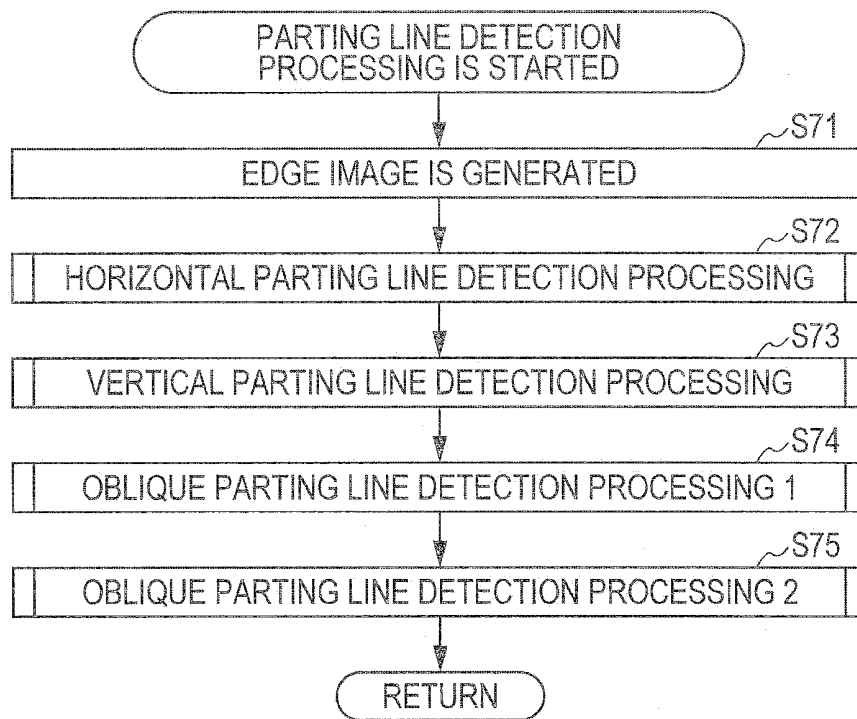 PARTING LINE DETECTION
PROCESSING IS STARTED
S71
EDGE IMAGE IS GENERATED
S72
HORIZONTAL PARTING LINE DETECTION PROCESSING
S73
VERTICAL PARTING LINE DETECTION PROCESSING
S74
OBLIQUE PARTING LINE DETECTION PROCESSING 1
S75
OBLIQUE PARTING LINE DETECTION PROCESSING 2
RETURN